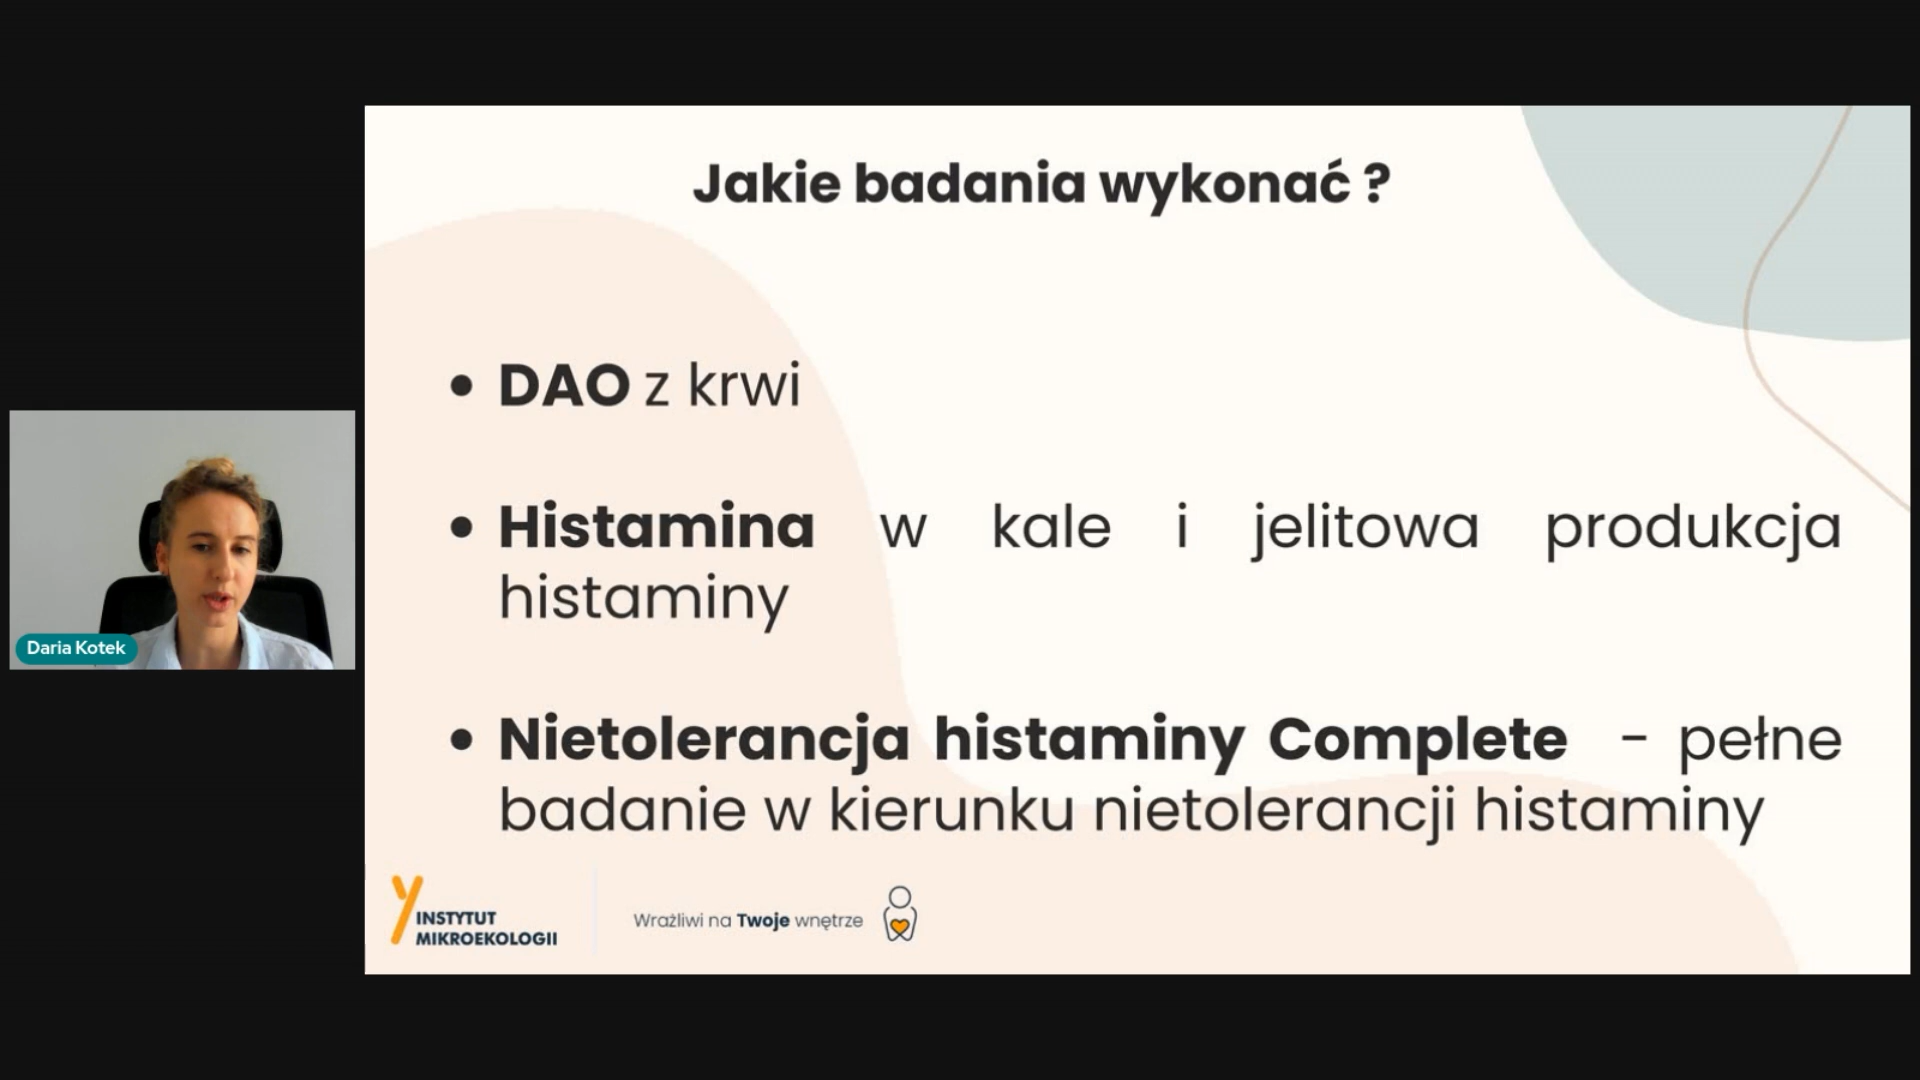 Jakie badania wykonać ?
• DAO z krwi
• Histamina w kale i jelitowa produkcja
histaminy
• Nietolerancja histaminy Complete - pełne
badanie w kierunku nietolerancji histaminy
Daria Kotek
INSTYTUT
MIKROEKOLOGII
Wrażliwi na Twoje wnętrze